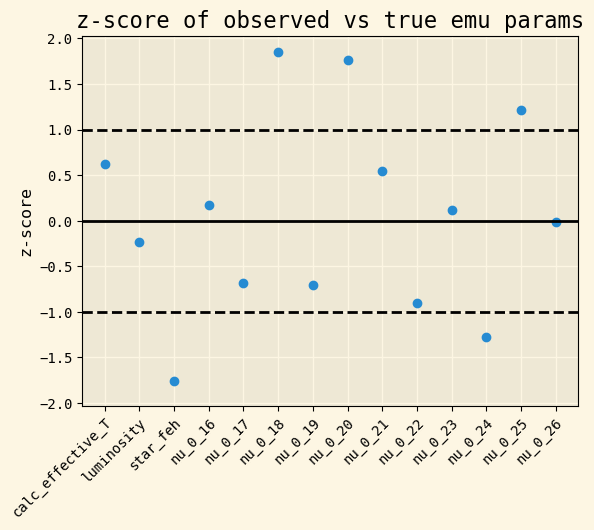 z-score of observed vs true emu params
z-score
2.0
1.5
1.0
0.5
0.0
−0.5
−1.0
−1.5
−2.0
calc_effective_T
luminosity
star_feh
nu_0_16
nu_0_17
nu_0_18
nu_0_19
nu_0_20
nu_0_21
nu_0_22
nu_0_23
nu_0_24
nu_0_25
nu_0_26